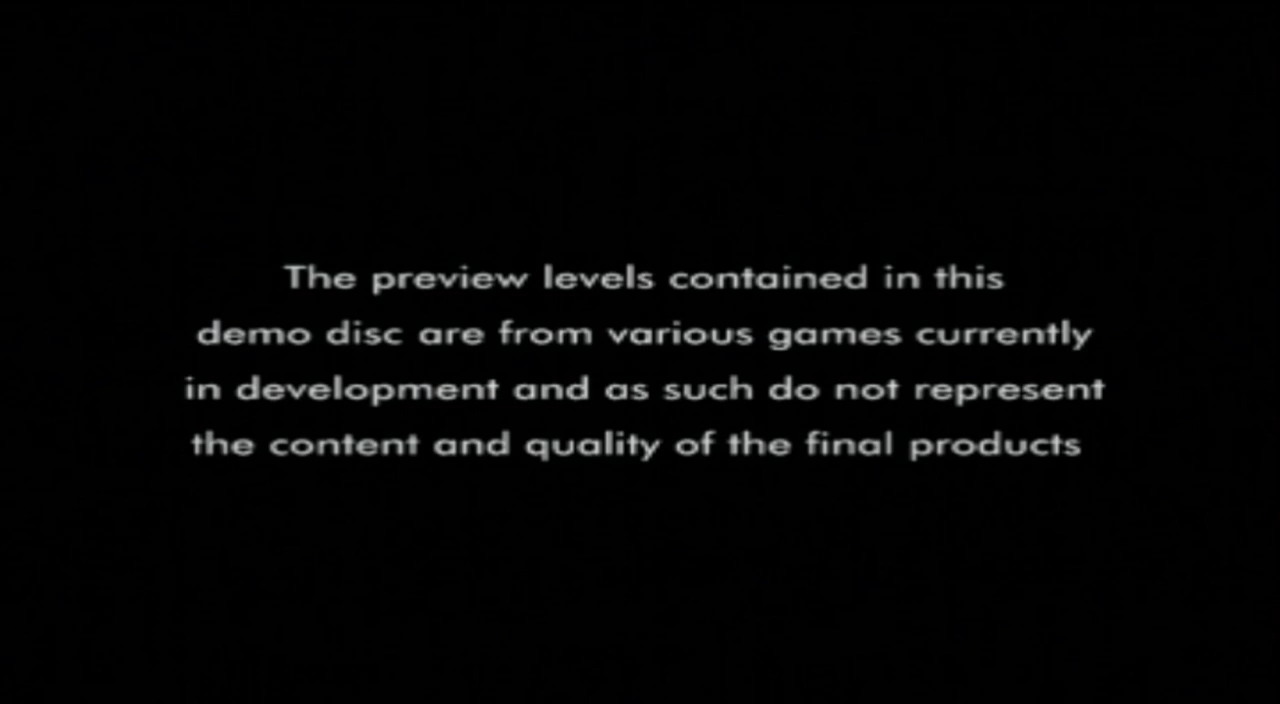 The preview levels contained in this
demo disc are from various games currently
in development and as such do not represent
the content and quality of the final products